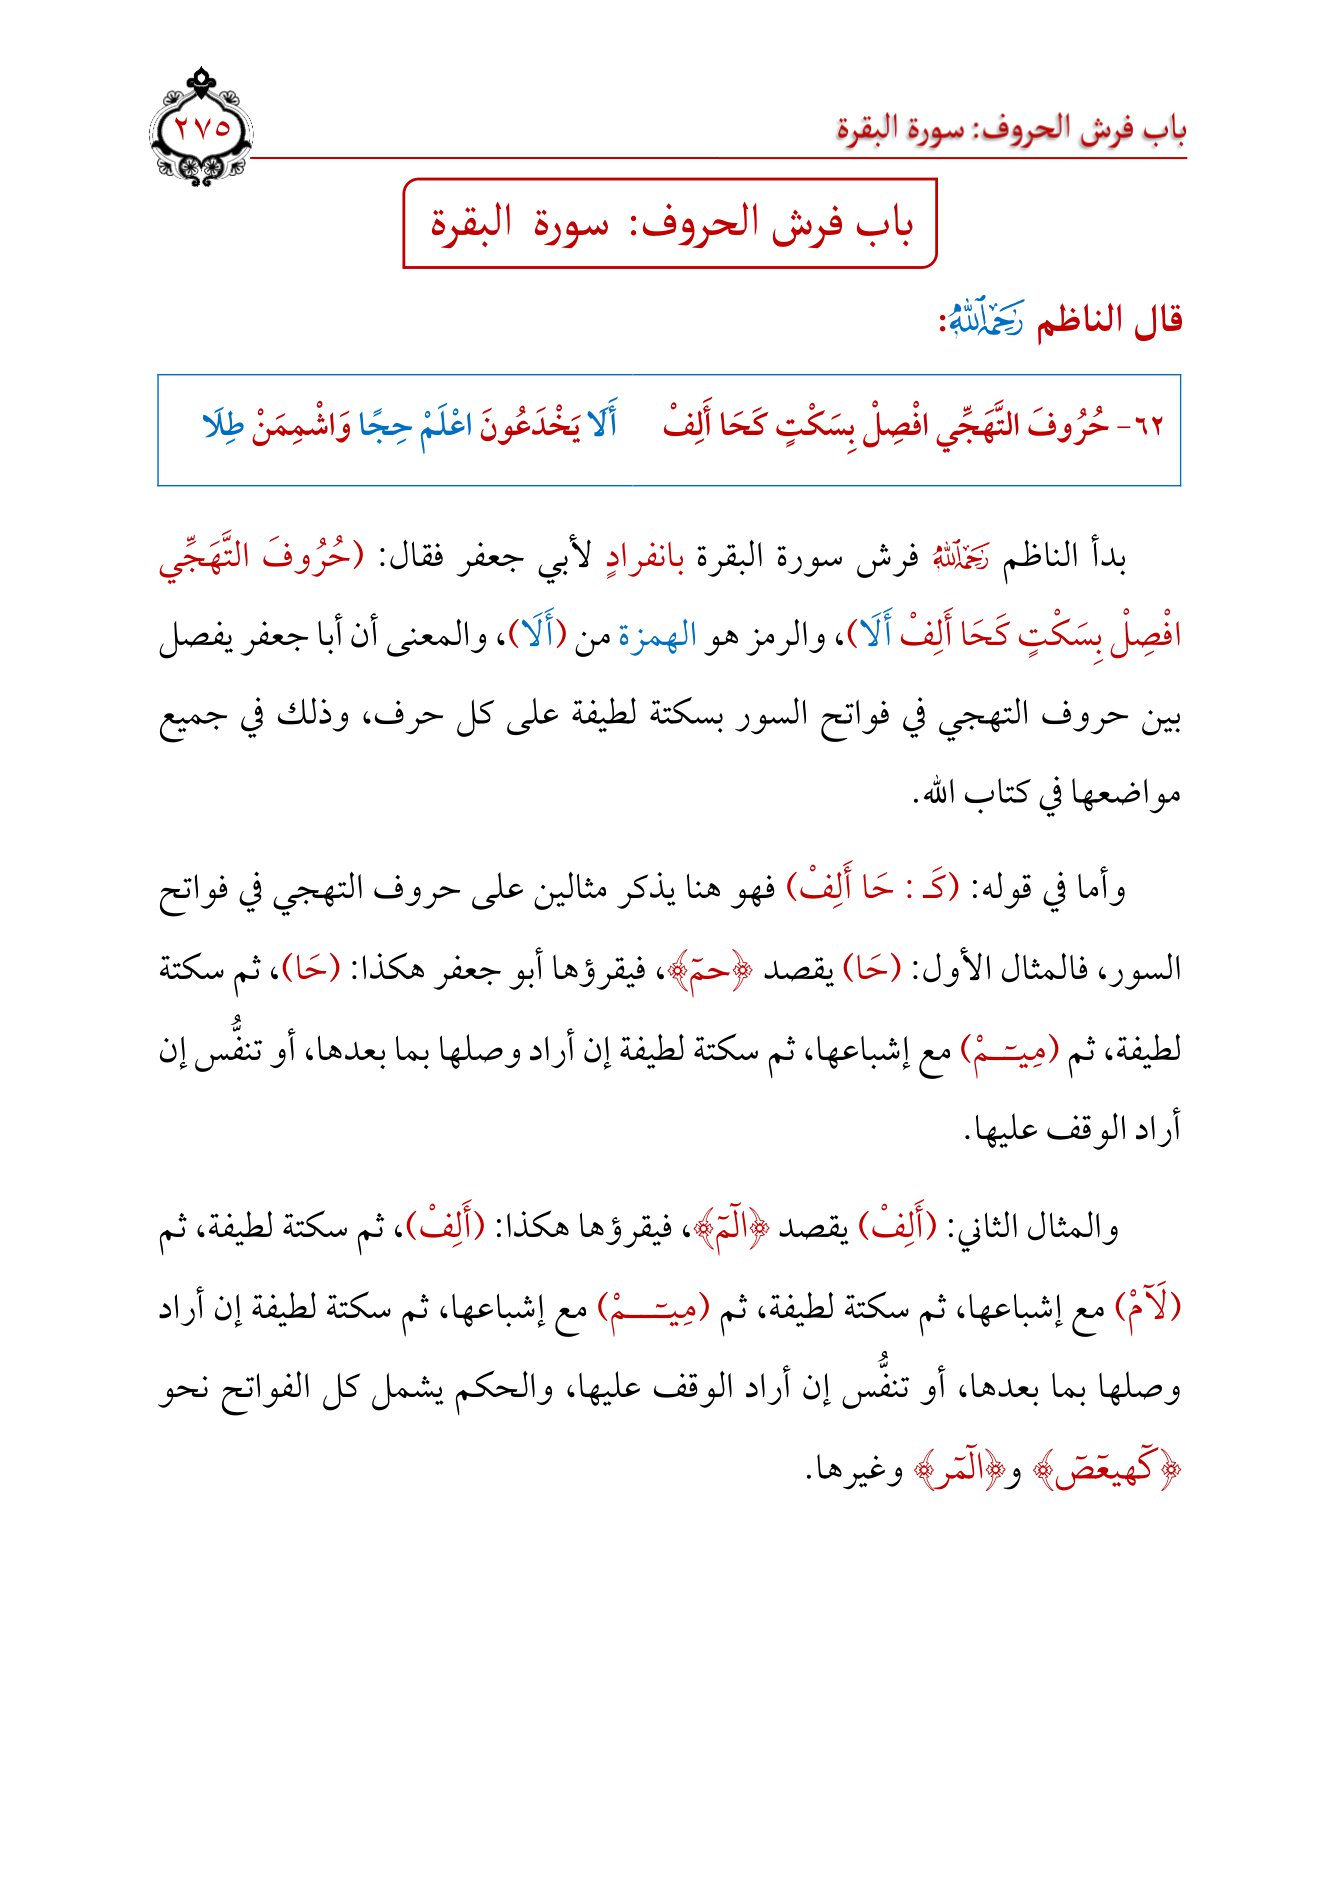 باب فرش الحروف: سورة البقرة
٢٧٥
باب فرش الحروف: سورة البقرة
قال الناظم رَحِمَهُ ٱللَّهُ:
٦٢- حُرُوفَ التَّهَجِّي افْصِلْ بِسَكْتٍ كَحَا أَلِفْ أَلَا يَخْدَعُونَ اعْلَمْ حِجًا وَاشْمِمَنْ طِلَا
بدأ الناظم رَحِمَهُ ٱللَّهُ فرش سورة البقرة بانفرادٍ لأبي جعفر فقال: (حُرُوفَ التَّهَجِّي
افْصِلْ بِسَكْتٍ كَحَا أَلِفْ أَلَا)، والرمز هو الهمزة من (أَلَا)، والمعنى أن أبا جعفر يفصل
بين حروف التهجي في فواتح السور بسكتة لطيفة على كل حرف، وذلك في جميع
مواضعها في كتاب الله.
وأما في قوله: (كَـ : حَا أَلِفْ) فهو هنا يذكر مثالين على حروف التهجي في فواتح
السور، فالمثال الأول: (حَا) يقصد ﴿حمٓ﴾، فيقرؤها أبو جعفر هكذا: (حَا)، ثم سكتة
لطيفة، ثم (مِيـٓـمْ) مع إشباعها، ثم سكتة لطيفة إن أراد وصلها بما بعدها، أو تنفُّس إن
أراد الوقف عليها.
والمثال الثاني: (أَلِفْ) يقصد ﴿الٓمٓ﴾، فيقرؤها هكذا: (أَلِفْ)، ثم سكتة لطيفة، ثم
(لَآمْ) مع إشباعها، ثم سكتة لطيفة، ثم (مِيـٓـــمْ) مع إشباعها، ثم سكتة لطيفة إن أراد
وصلها بما بعدها، أو تنفُّس إن أراد الوقف عليها، والحكم يشمل كل الفواتح نحو
﴿كٓهيعٓصٓ﴾ و﴿الٓمٓر﴾ وغيرها.